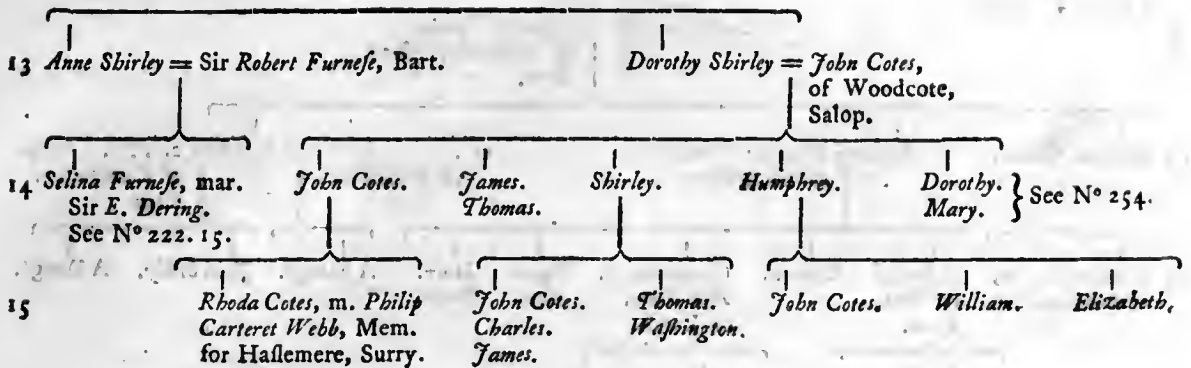 13 Anne Shirley = Sir Robert Furneſe, Bart. Dorothy Shirley = John Cotes,
of Woodcote,
Salop.
14 Selina Furneſe, mar. John Cotes. James. Shirley. Humphrey. Dorothy. } See Nº 254.
Sir E. Dering. Thomas. Mary.
See Nº 222. 15.
15 Rhoda Cotes, m. Philip John Cotes. Thomas. John Cotes. William. Elizabeth.
Carteret Webb, Mem. Charles. Waſhington.
for Haſlemere, Surry. James.